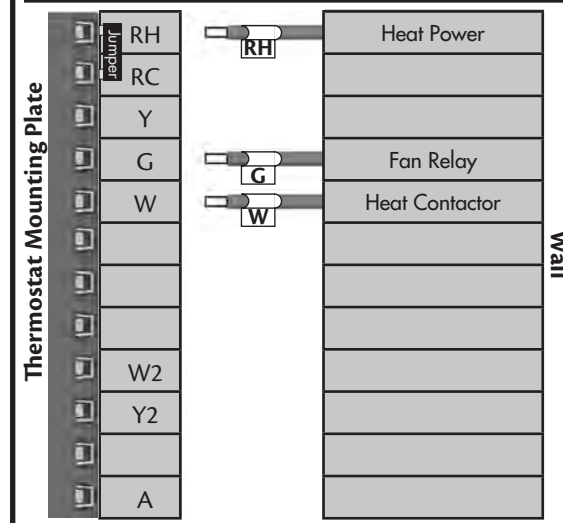 Thermostat Mounting Plate
Jumper
RH RH Heat Power
RC
Y
G G Fan Relay
W W Heat Contactor
W2
Y2
A
Wall